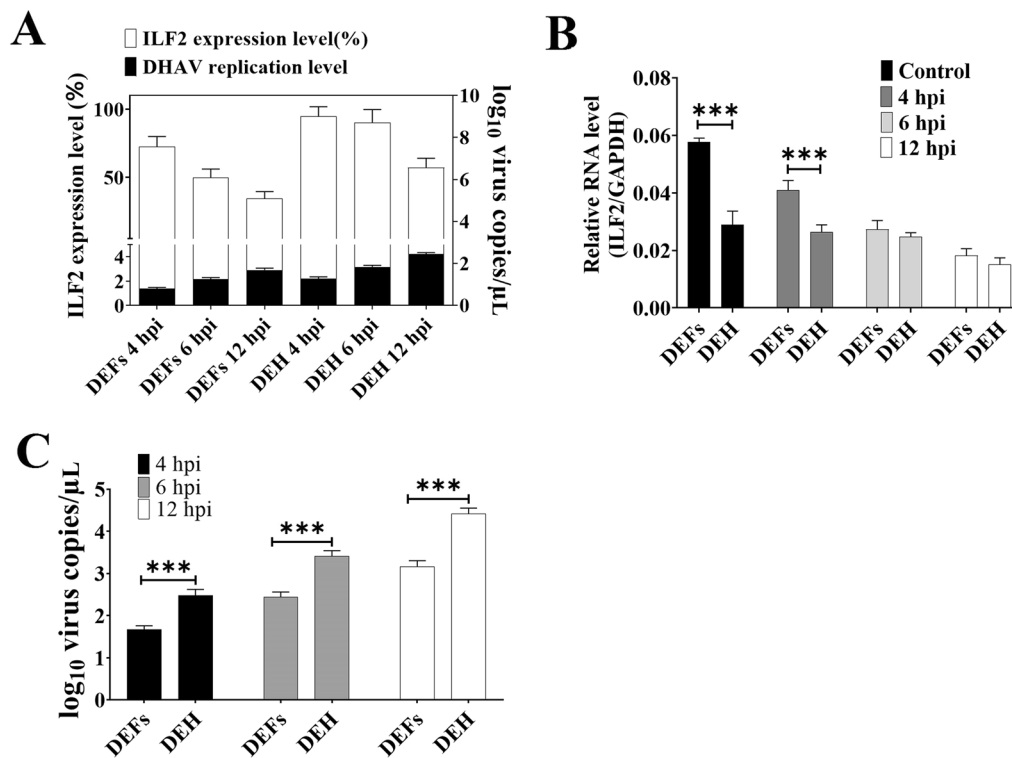 A
ILF2 expression level(%)
DHAV replication level
ILF2 expression level (%)
100
50
4
2
0
10
8
6
4
2
0
log10 virus copies/μL
DEFs 4 hpi
DEFs 6 hpi
DEFs 12 hpi
DEH 4 hpi
DEH 6 hpi
DEH 12 hpi
B
Control
4 hpi
6 hpi
12 hpi
Relative RNA level
(ILF2/GAPDH)
0.08
0.06
0.04
0.02
0.00
***
***
DEFs
DEH
DEFs
DEH
DEFs
DEH
DEFs
DEH
C
4 hpi
6 hpi
12 hpi
log10 virus copies/μL
5
4
3
2
1
0
***
***
***
DEFs
DEH
DEFs
DEH
DEFs
DEH